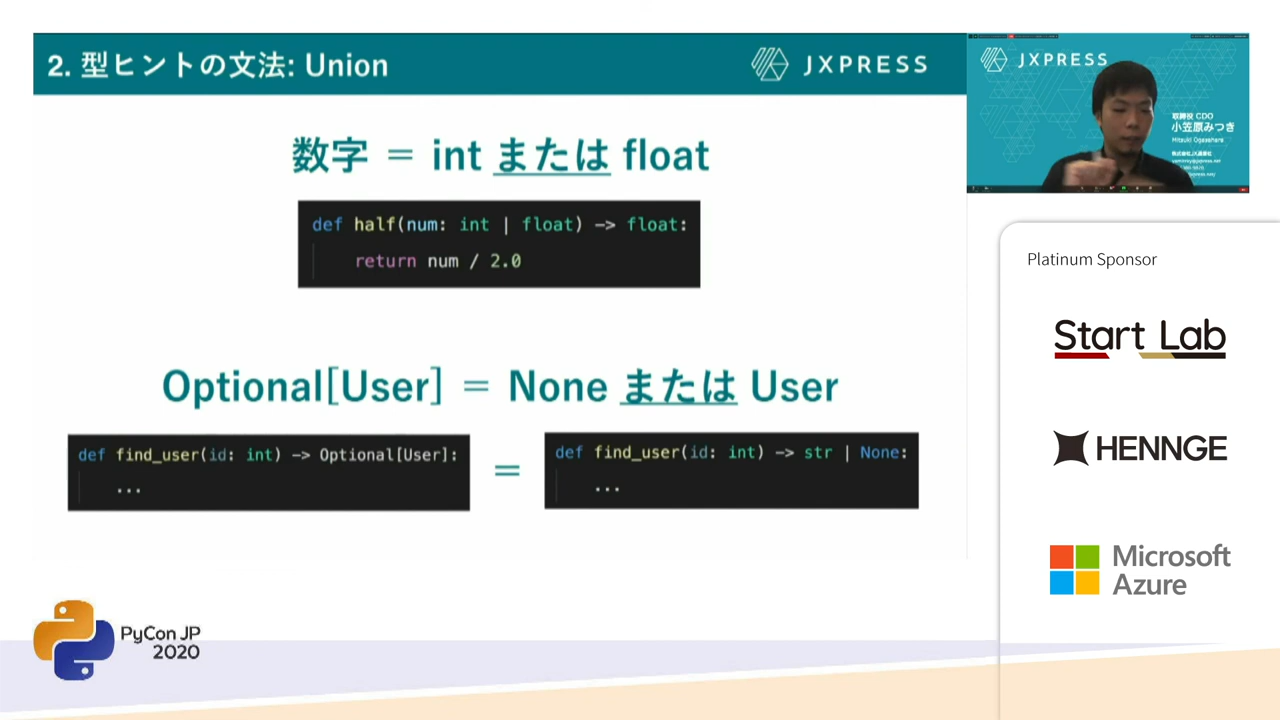 2. 型ヒントの文法: Union
JXPRESS
数字 = int または float
def half(num: int | float) -> float:
return num / 2.0
Optional[User] = None または User
def find_user(id: int) -> Optional[User]:
...
=
def find_user(id: int) -> str | None:
...
JXPRESS
取締役 CDO
小笠原みつき
Mitsuki Ogasahara
株式会社JX通信社
Platinum Sponsor
Start Lab
HENNGE
Microsoft
Azure
PyCon JP
2020